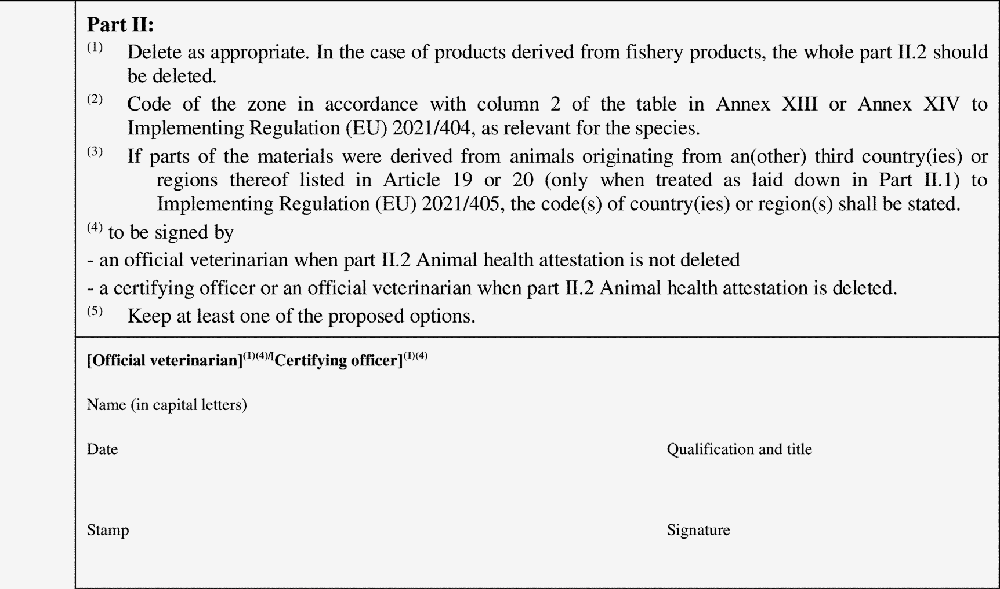 Part II:
(1) Delete as appropriate. In the case of products derived from fishery products, the whole part II.2 should
be deleted.
(2) Code of the zone in accordance with column 2 of the table in Annex XIII or Annex XIV to
Implementing Regulation (EU) 2021/404, as relevant for the species.
(3) If parts of the materials were derived from animals originating from an(other) third country(ies) or
regions thereof listed in Article 19 or 20 (only when treated as laid down in Part II.1) to
Implementing Regulation (EU) 2021/405, the code(s) of country(ies) or region(s) shall be stated.
(4) to be signed by
- an official veterinarian when part II.2 Animal health attestation is not deleted
- a certifying officer or an official veterinarian when part II.2 Animal health attestation is deleted.
(5) Keep at least one of the proposed options.
[Official veterinarian](1)(4)/[Certifying officer](1)(4)
Name (in capital letters)
Date Qualification and title
Stamp Signature